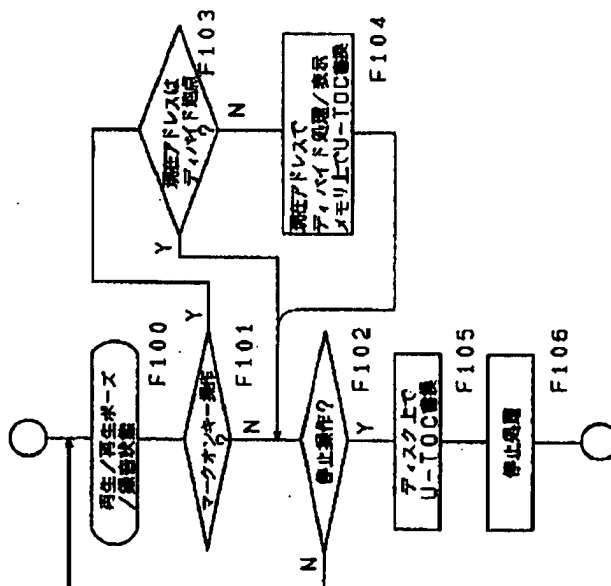 再生/再生ポーズ
/録音状態
F100
マークオンキー操作
?
F101
Y
N
現在アドレスは
ディバイド地点
?
F103
Y
N
現在アドレスで
ディバイド処理/表示
メモリ上でU-TOC書換
F104
停止操作?
F102
N
Y
ディスク上で
U-TOC書換
F105
停止処理
F106